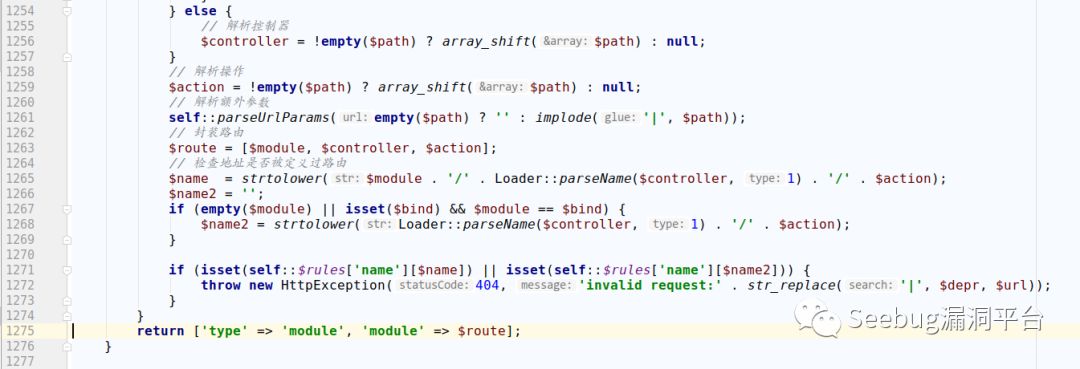 1254 } else {
1255 // 解析控制器
1256 $controller = !empty($path) ? array_shift( &array: $path) : null;
1257 }
1258 // 解析操作
1259 $action = !empty($path) ? array_shift( &array: $path) : null;
1260 // 解析额外参数
1261 self::parseUrlParams( url: empty($path) ? '' : implode( glue: '|', $path));
1262 // 封装路由
1263 $route = [$module, $controller, $action];
1264 // 检查地址是否被定义过路由
1265 $name  = strtolower( str: $module . '/' . Loader::parseName($controller, type: 1) . '/' . $action);
1266 $name2 = '';
1267 if (empty($module) || isset($bind) && $module == $bind) {
1268 $name2 = strtolower( str: Loader::parseName($controller, type: 1) . '/' . $action);
1269 }
1270
1271 if (isset(self::$rules['name'][$name]) || isset(self::$rules['name'][$name2])) {
1272 throw new HttpException( statusCode: 404, message: 'invalid request:' . str_replace( search: '|', $depr, $url));
1273 }
1274 }
1275 return ['type' => 'module', 'module' => $route];
1276 }
1277
Seebug漏洞平台